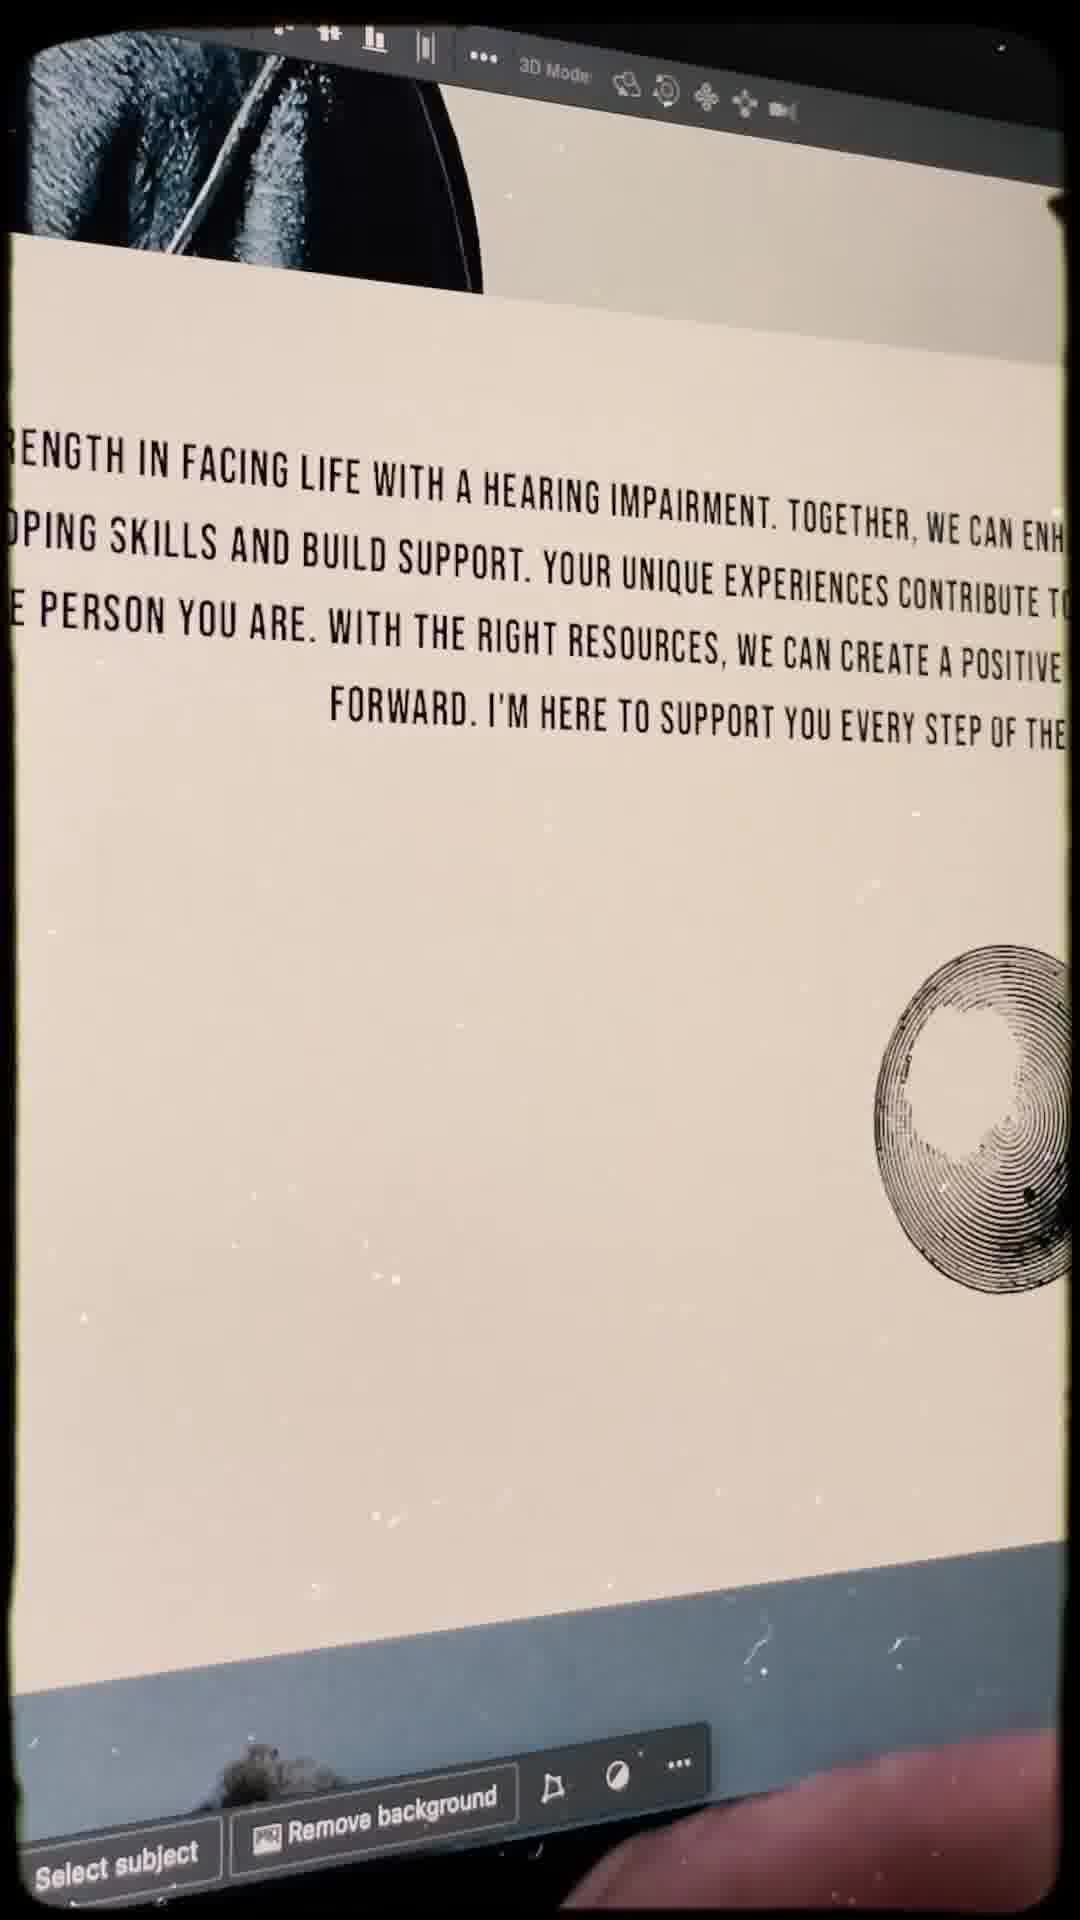 3D Mode:
RENGTH IN FACING LIFE WITH A HEARING IMPAIRMENT. TOGETHER, WE CAN ENH
OPING SKILLS AND BUILD SUPPORT. YOUR UNIQUE EXPERIENCES CONTRIBUTE TO
E PERSON YOU ARE. WITH THE RIGHT RESOURCES, WE CAN CREATE A POSITIVE
FORWARD. I'M HERE TO SUPPORT YOU EVERY STEP OF THE
Select subject
Remove background